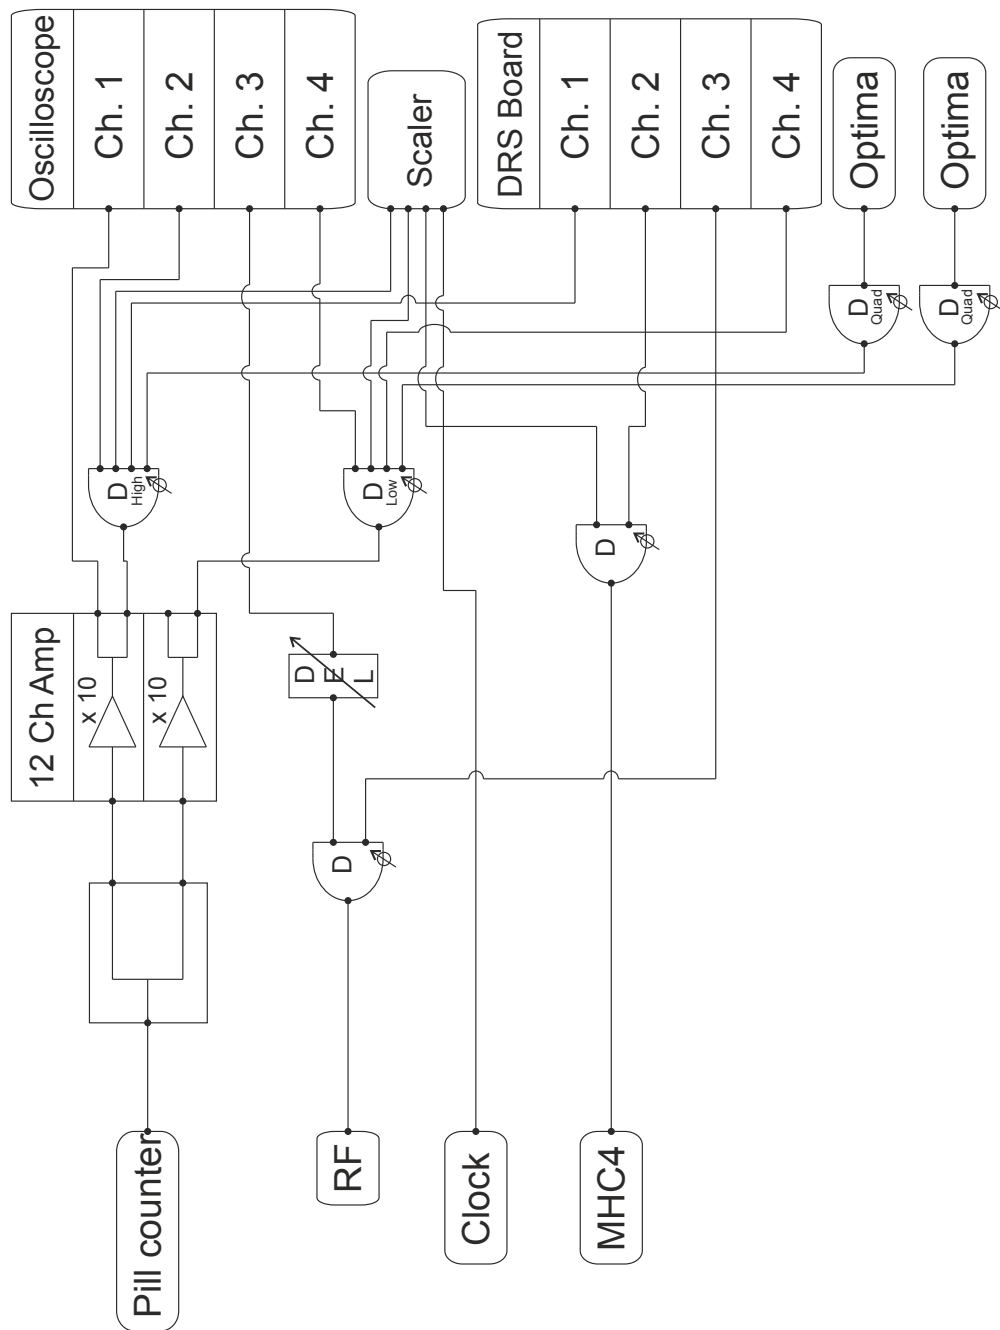 Oscilloscope
Ch. 1
Ch. 2
Ch. 3
Ch. 4
Scaler
DRS Board
Ch. 1
Ch. 2
Ch. 3
Ch. 4
Optima
Optima
D
High
D
Low
D
D
Quad
D
Quad
12 Ch Amp
x 10
x 10
D
E
L
D
Pill counter
RF
Clock
MHC4